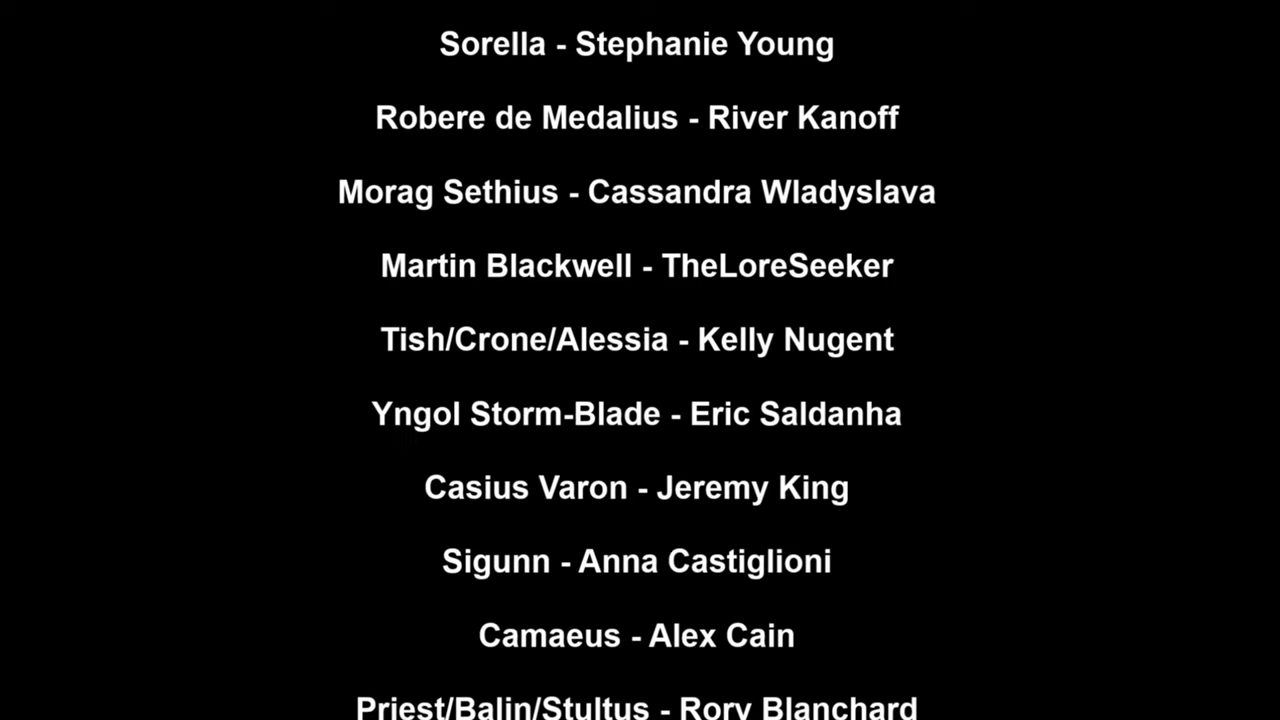 Sorella - Stephanie Young
Robere de Medalius - River Kanoff
Morag Sethius - Cassandra Wladyslava
Martin Blackwell - TheLoreSeeker
Tish/Crone/Alessia - Kelly Nugent
Yngol Storm-Blade - Eric Saldanha
Casius Varon - Jeremy King
Sigunn - Anna Castiglioni
Camaeus - Alex Cain
Priest/Balin/Stultus - Rory Blanchard